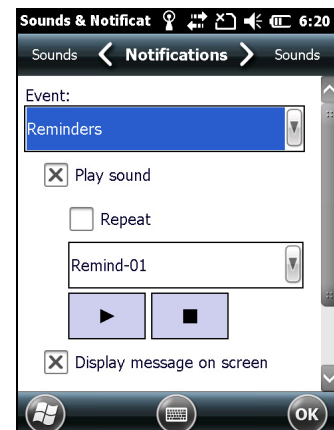 Sounds & Notificat 6:20
Sounds Notifications Sounds
Event:
Reminders
Play sound
Repeat
Remind-01
Display message on screen
OK